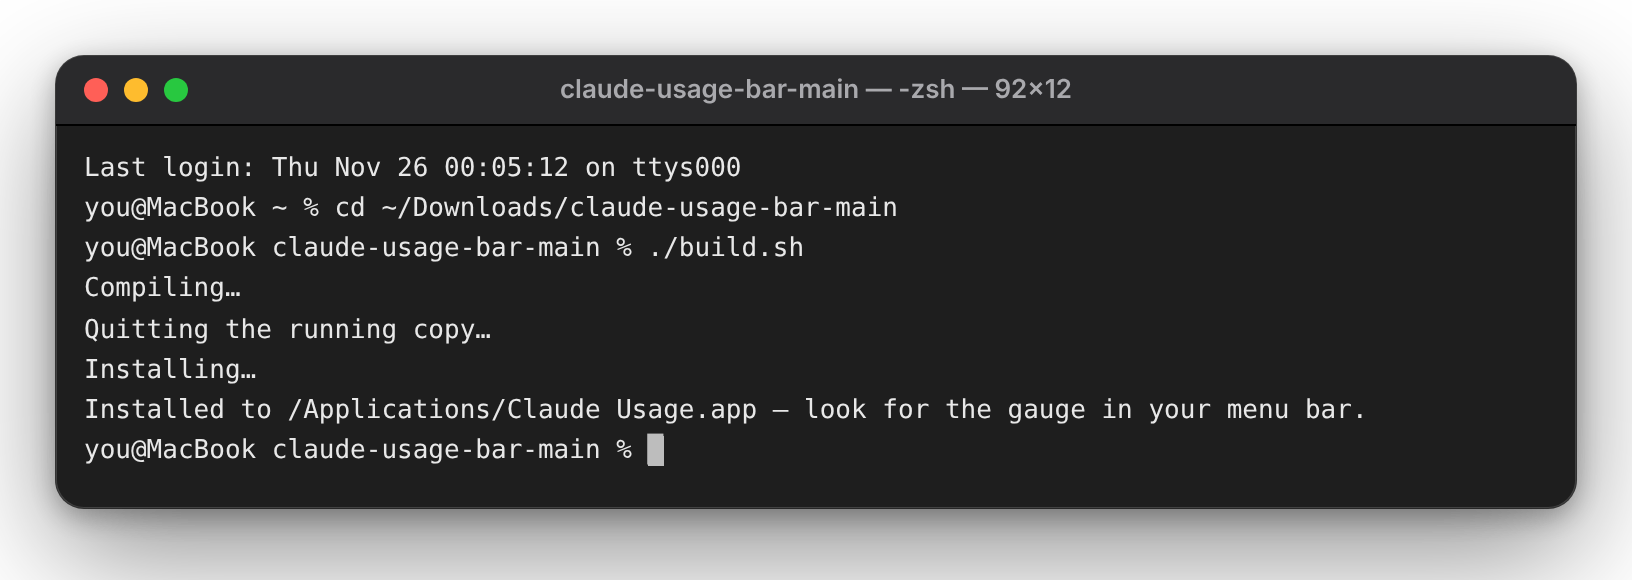 claude-usage-bar-main — -zsh — 92×12
Last login: Thu Nov 26 00:05:12 on ttys000
you@MacBook ~ % cd ~/Downloads/claude-usage-bar-main
you@MacBook claude-usage-bar-main % ./build.sh
Compiling…
Quitting the running copy…
Installing…
Installed to /Applications/Claude Usage.app — look for the gauge in your menu bar.
you@MacBook claude-usage-bar-main %